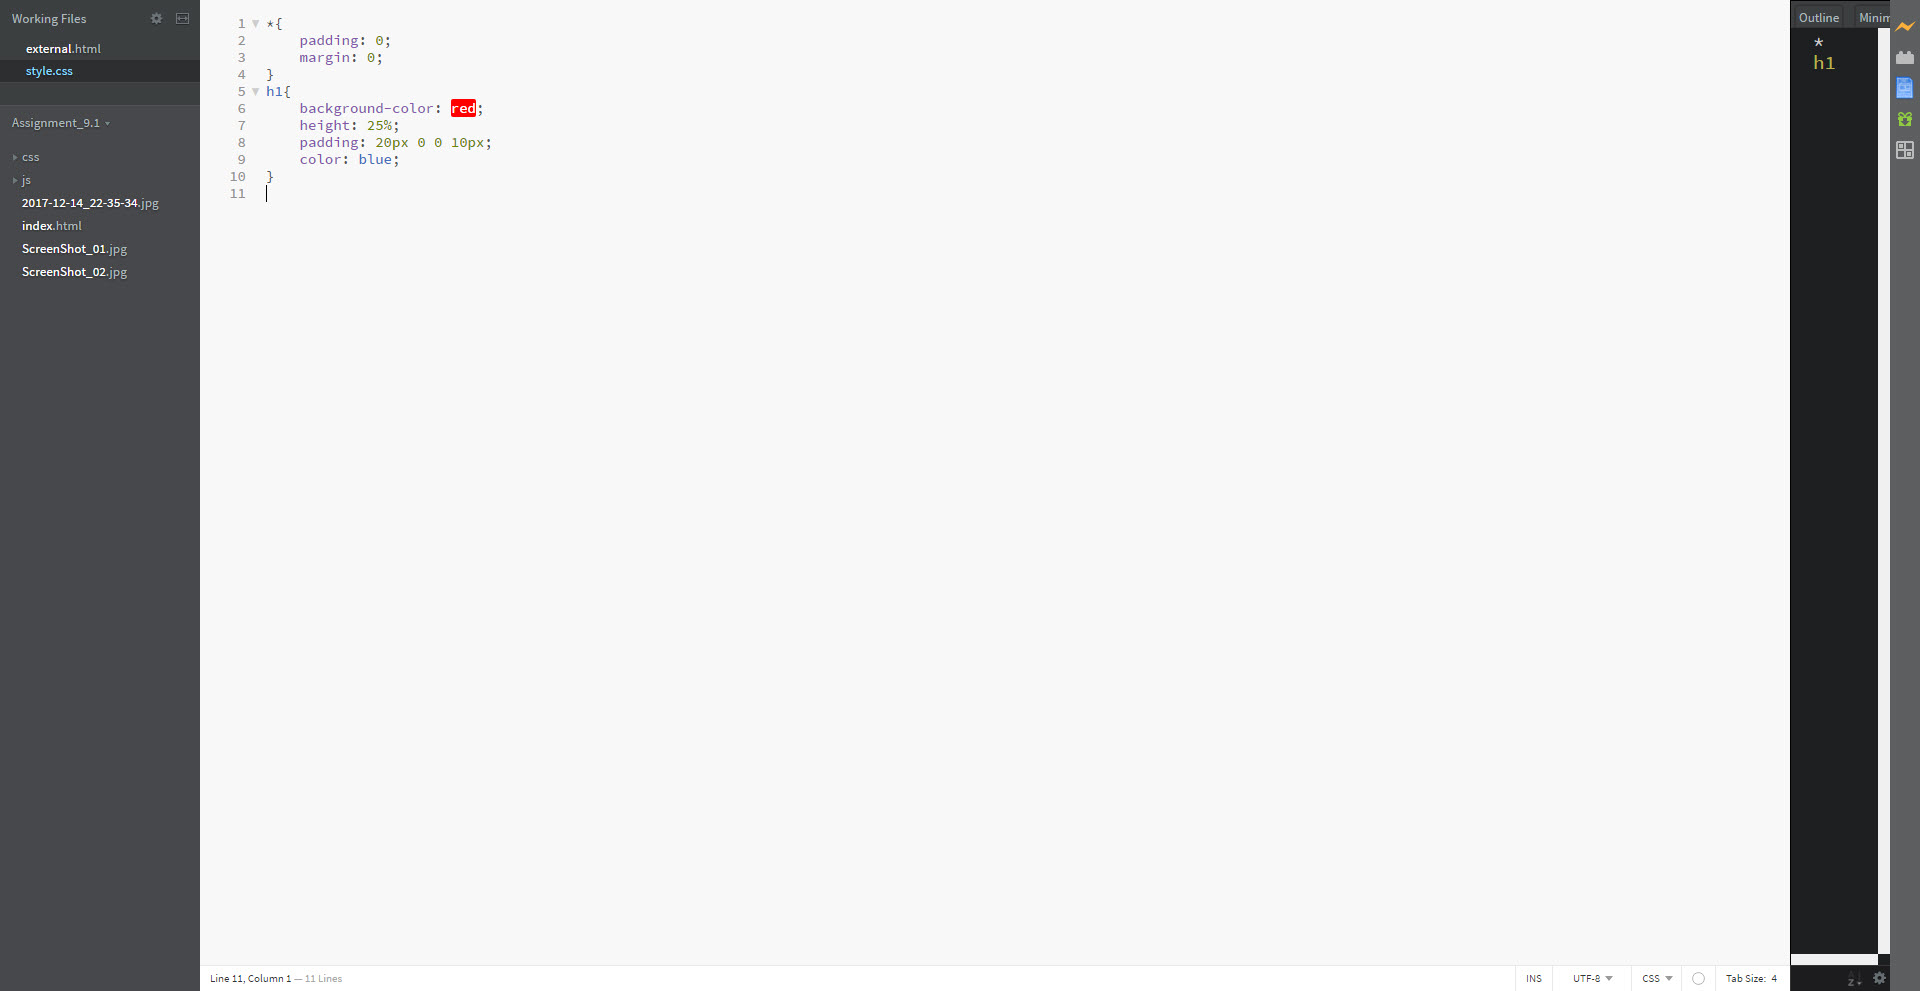 Working Files
external.html
style.css
Assignment_9.1
css
js
2017-12-14_22-35-34.jpg
index.html
ScreenShot_01.jpg
ScreenShot_02.jpg
1 *{
2     padding: 0;
3     margin: 0;
4 }
5 h1{
6     background-color: red;
7     height: 25%;
8     padding: 20px 0 0 10px;
9     color: blue;
10 }
11
Outline Minim
*
h1
Line 11, Column 1 — 11 Lines
INS UTF-8 CSS Tab Size: 4